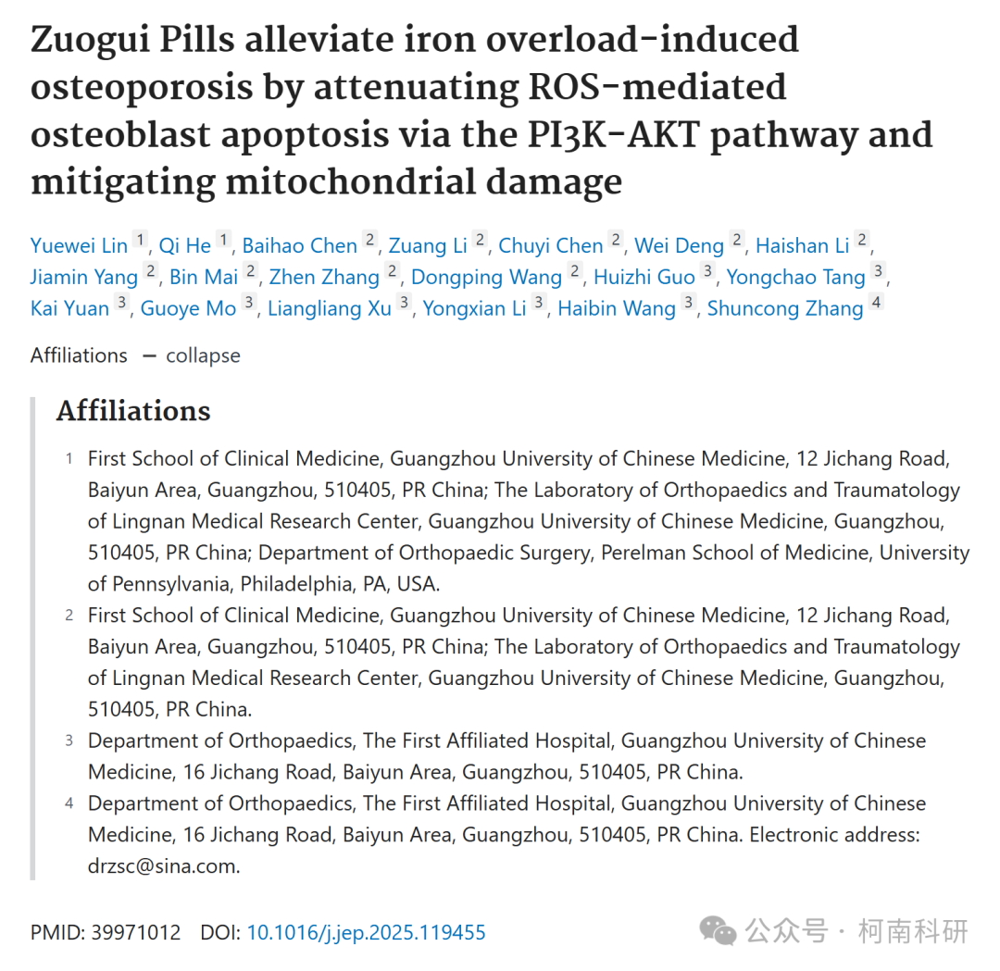 Zuogui Pills alleviate iron overload-induced
osteoporosis by attenuating ROS-mediated
osteoblast apoptosis via the PI3K-AKT pathway and
mitigating mitochondrial damage
Yuewei Lin 1, Qi He 1, Baihao Chen 2, Zuang Li 2, Chuyi Chen 2, Wei Deng 2, Haishan Li 2,
Jiamin Yang 2, Bin Mai 2, Zhen Zhang 2, Dongping Wang 2, Huizhi Guo 3, Yongchao Tang 3,
Kai Yuan 3, Guoye Mo 3, Liangliang Xu 3, Yongxian Li 3, Haibin Wang 3, Shuncong Zhang 4
Affiliations — collapse
Affiliations
1 First School of Clinical Medicine, Guangzhou University of Chinese Medicine, 12 Jichang Road,
Baiyun Area, Guangzhou, 510405, PR China; The Laboratory of Orthopaedics and Traumatology
of Lingnan Medical Research Center, Guangzhou University of Chinese Medicine, Guangzhou,
510405, PR China; Department of Orthopaedic Surgery, Perelman School of Medicine, University
of Pennsylvania, Philadelphia, PA, USA.
2 First School of Clinical Medicine, Guangzhou University of Chinese Medicine, 12 Jichang Road,
Baiyun Area, Guangzhou, 510405, PR China; The Laboratory of Orthopaedics and Traumatology
of Lingnan Medical Research Center, Guangzhou University of Chinese Medicine, Guangzhou,
510405, PR China.
3 Department of Orthopaedics, The First Affiliated Hospital, Guangzhou University of Chinese
Medicine, 16 Jichang Road, Baiyun Area, Guangzhou, 510405, PR China.
4 Department of Orthopaedics, The First Affiliated Hospital, Guangzhou University of Chinese
Medicine, 16 Jichang Road, Baiyun Area, Guangzhou, 510405, PR China. Electronic address:
drzsc@sina.com.
PMID: 39971012 DOI: 10.1016/j.jep.2025.119455
公众号 · 柯南科研